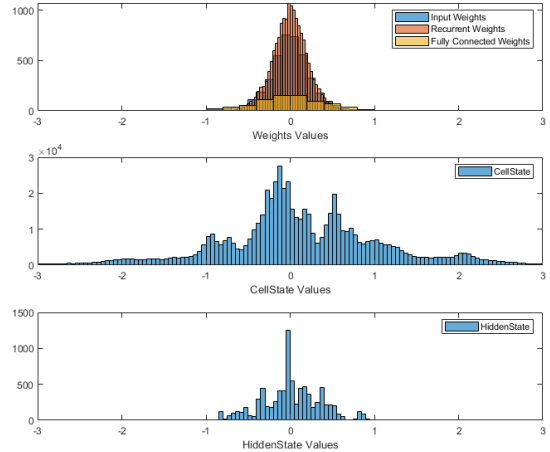 1000
500
0
Input Weights
Recurrent Weights
Fully Connected Weights
-3 -2 -1 0 1 2 3
Weights Values
×10⁴
3
2
1
0
CellState
-3 -2 -1 0 1 2 3
CellState Values
1500
1000
500
0
HiddenState
-3 -2 -1 0 1 2 3
HiddenState Values